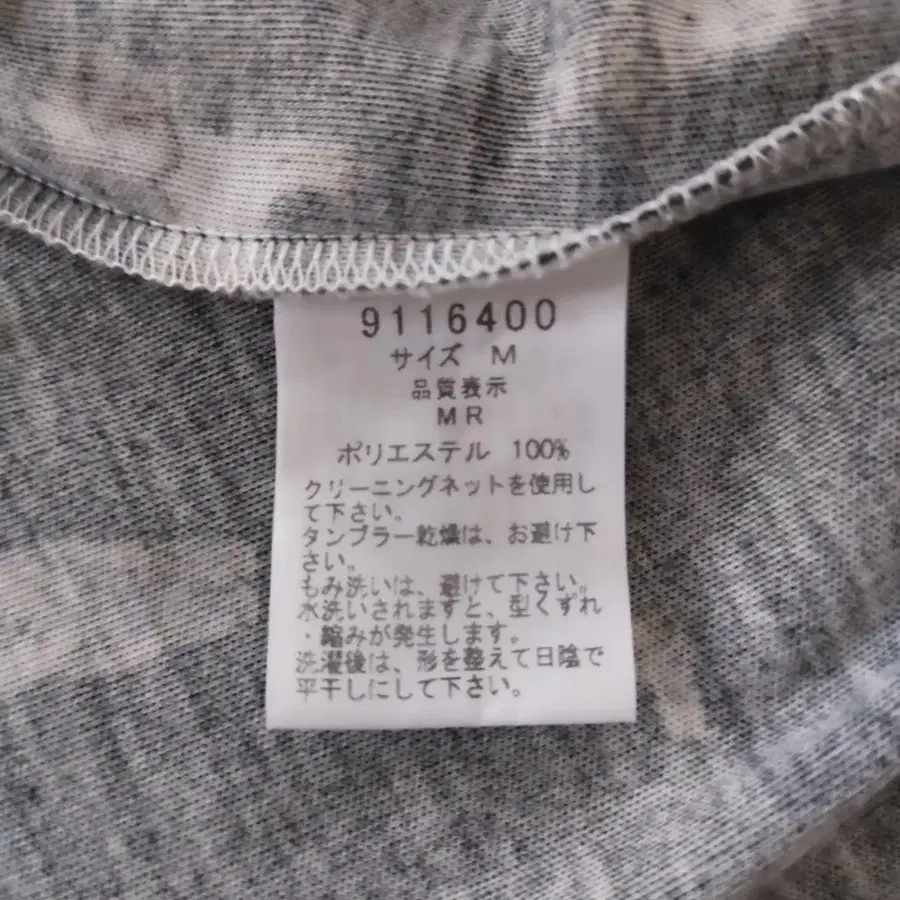 9116400
サイズ M
品質表示
MR
ポリエステル 100%
クリーニングネットを使用し
て下さい。
タンブラー乾燥は、お避け下
さい。
もみ洗いは、避けて下さい。
水洗いされますと、型くずれ
・縮みが発生します。
洗濯後は、形を整えて日陰で
平干しにして下さい。